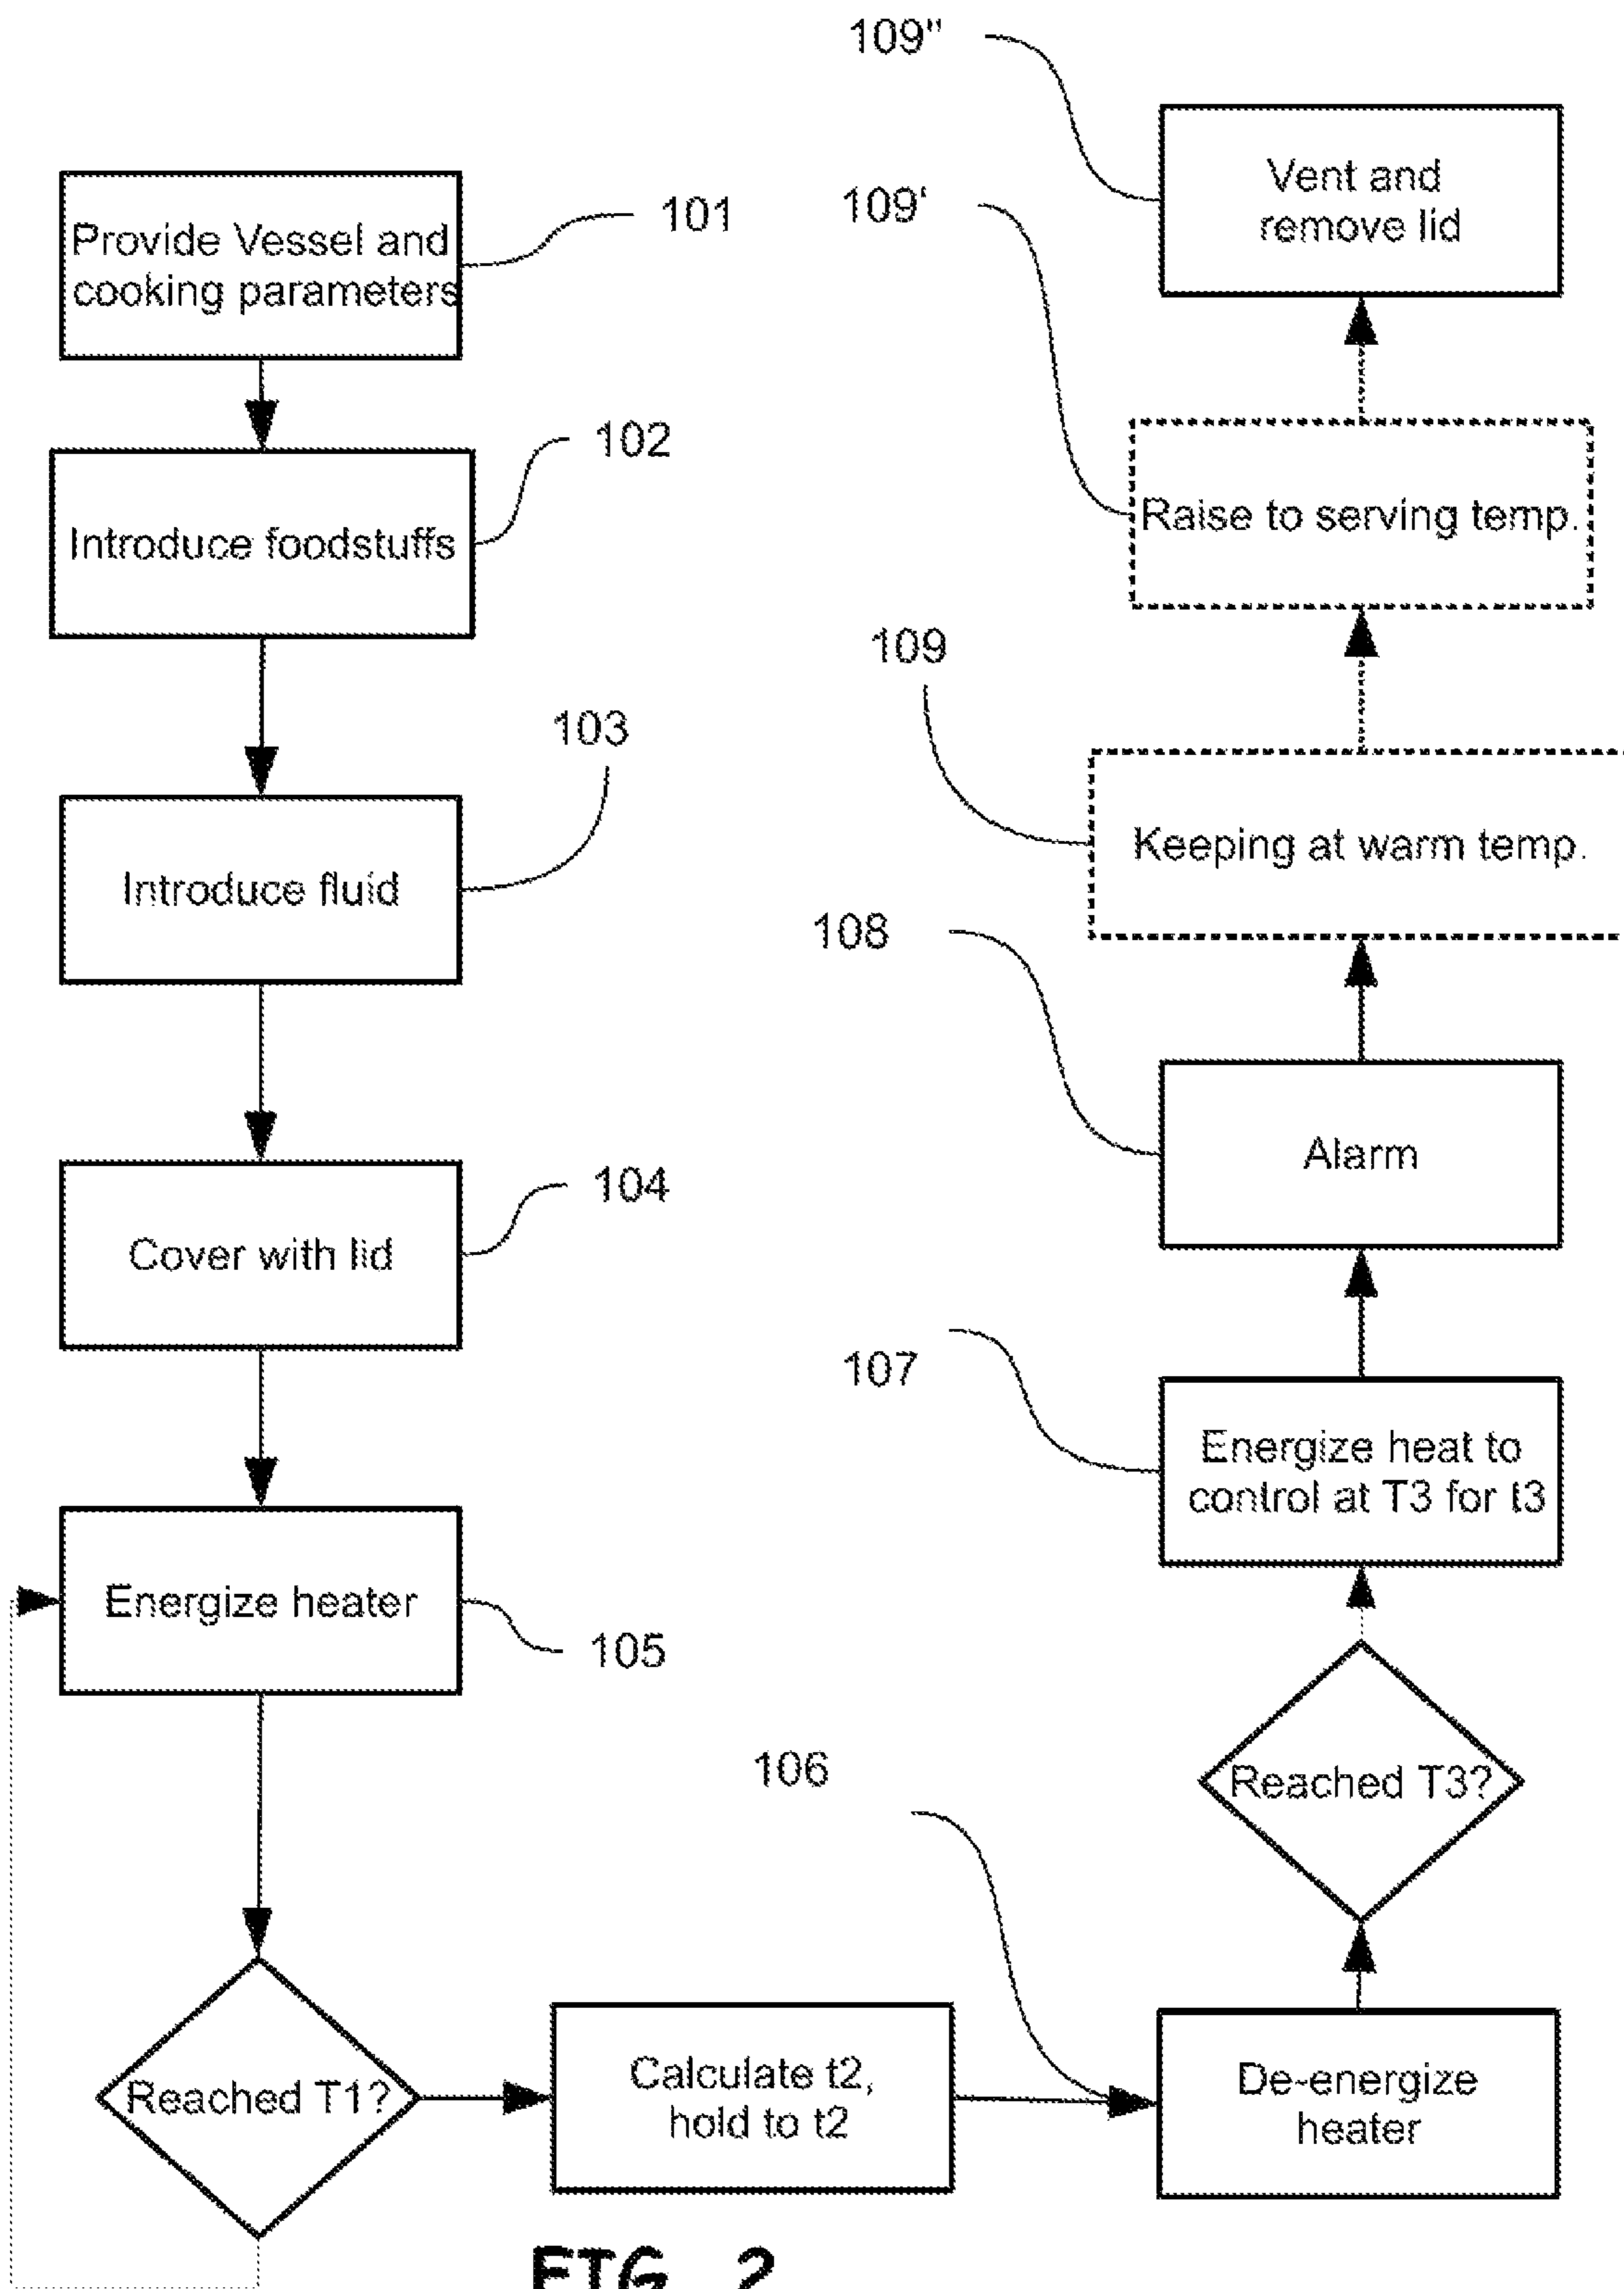 Provide Vessel and
cooking parameters
101
Introduce foodstuffs
102
Introduce fluid
103
Cover with lid
104
Energize heater
105
Reached T1?
Calculate t2,
hold to t2
106
De-energize
heater
Reached T3?
107
Energize heat to
control at T3 for t3
108
Alarm
109
Keeping at warm temp.
109'
Raise to serving temp.
109"
Vent and
remove lid
FIG. 2